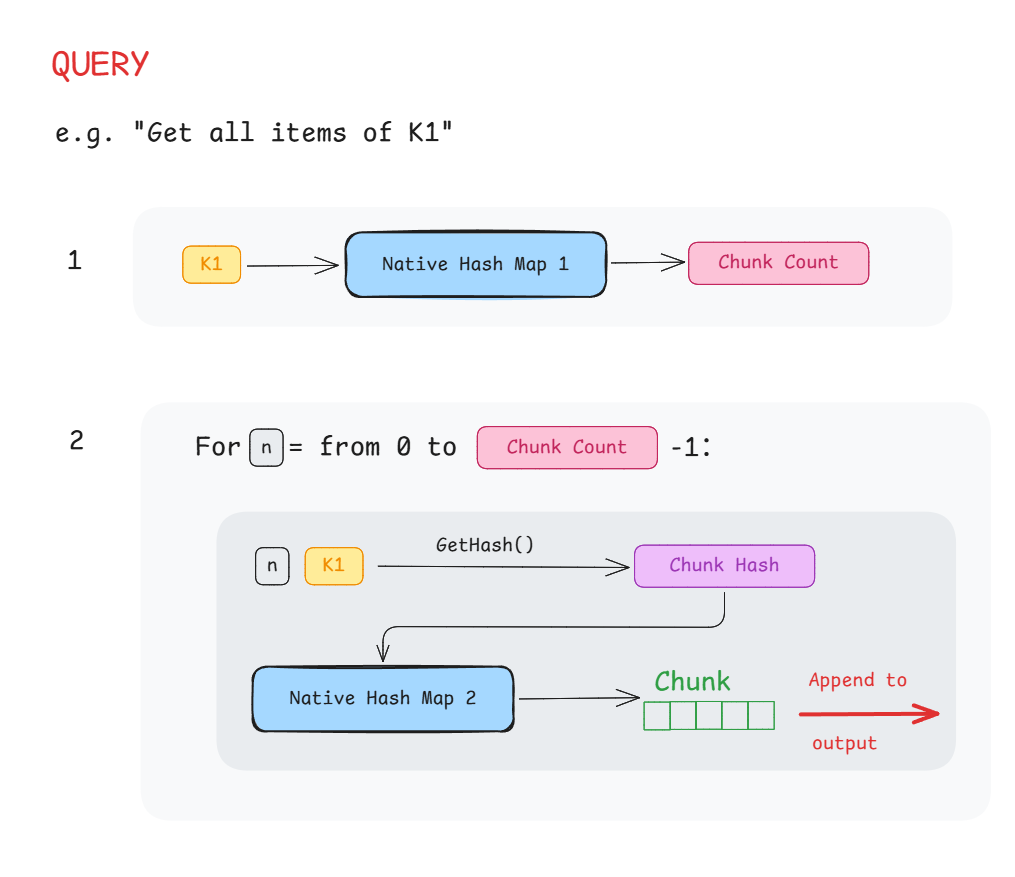 QUERY
e.g. "Get all items of K1"
1
K1
Native Hash Map 1
Chunk Count
2
For n = from 0 to Chunk Count -1:
n
K1
GetHash()
Chunk Hash
Native Hash Map 2
Chunk
Append to
output